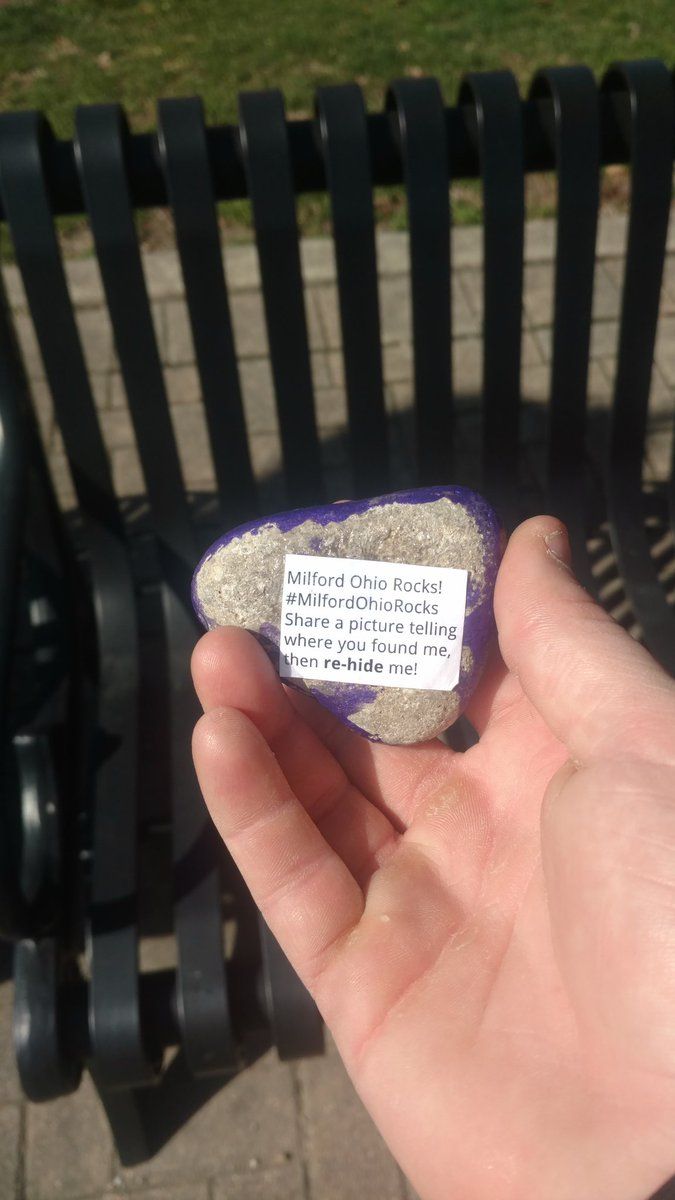 Milford Ohio Rocks!
#MilfordOhioRocks
Share a picture telling
where you found me,
then re-hide me!